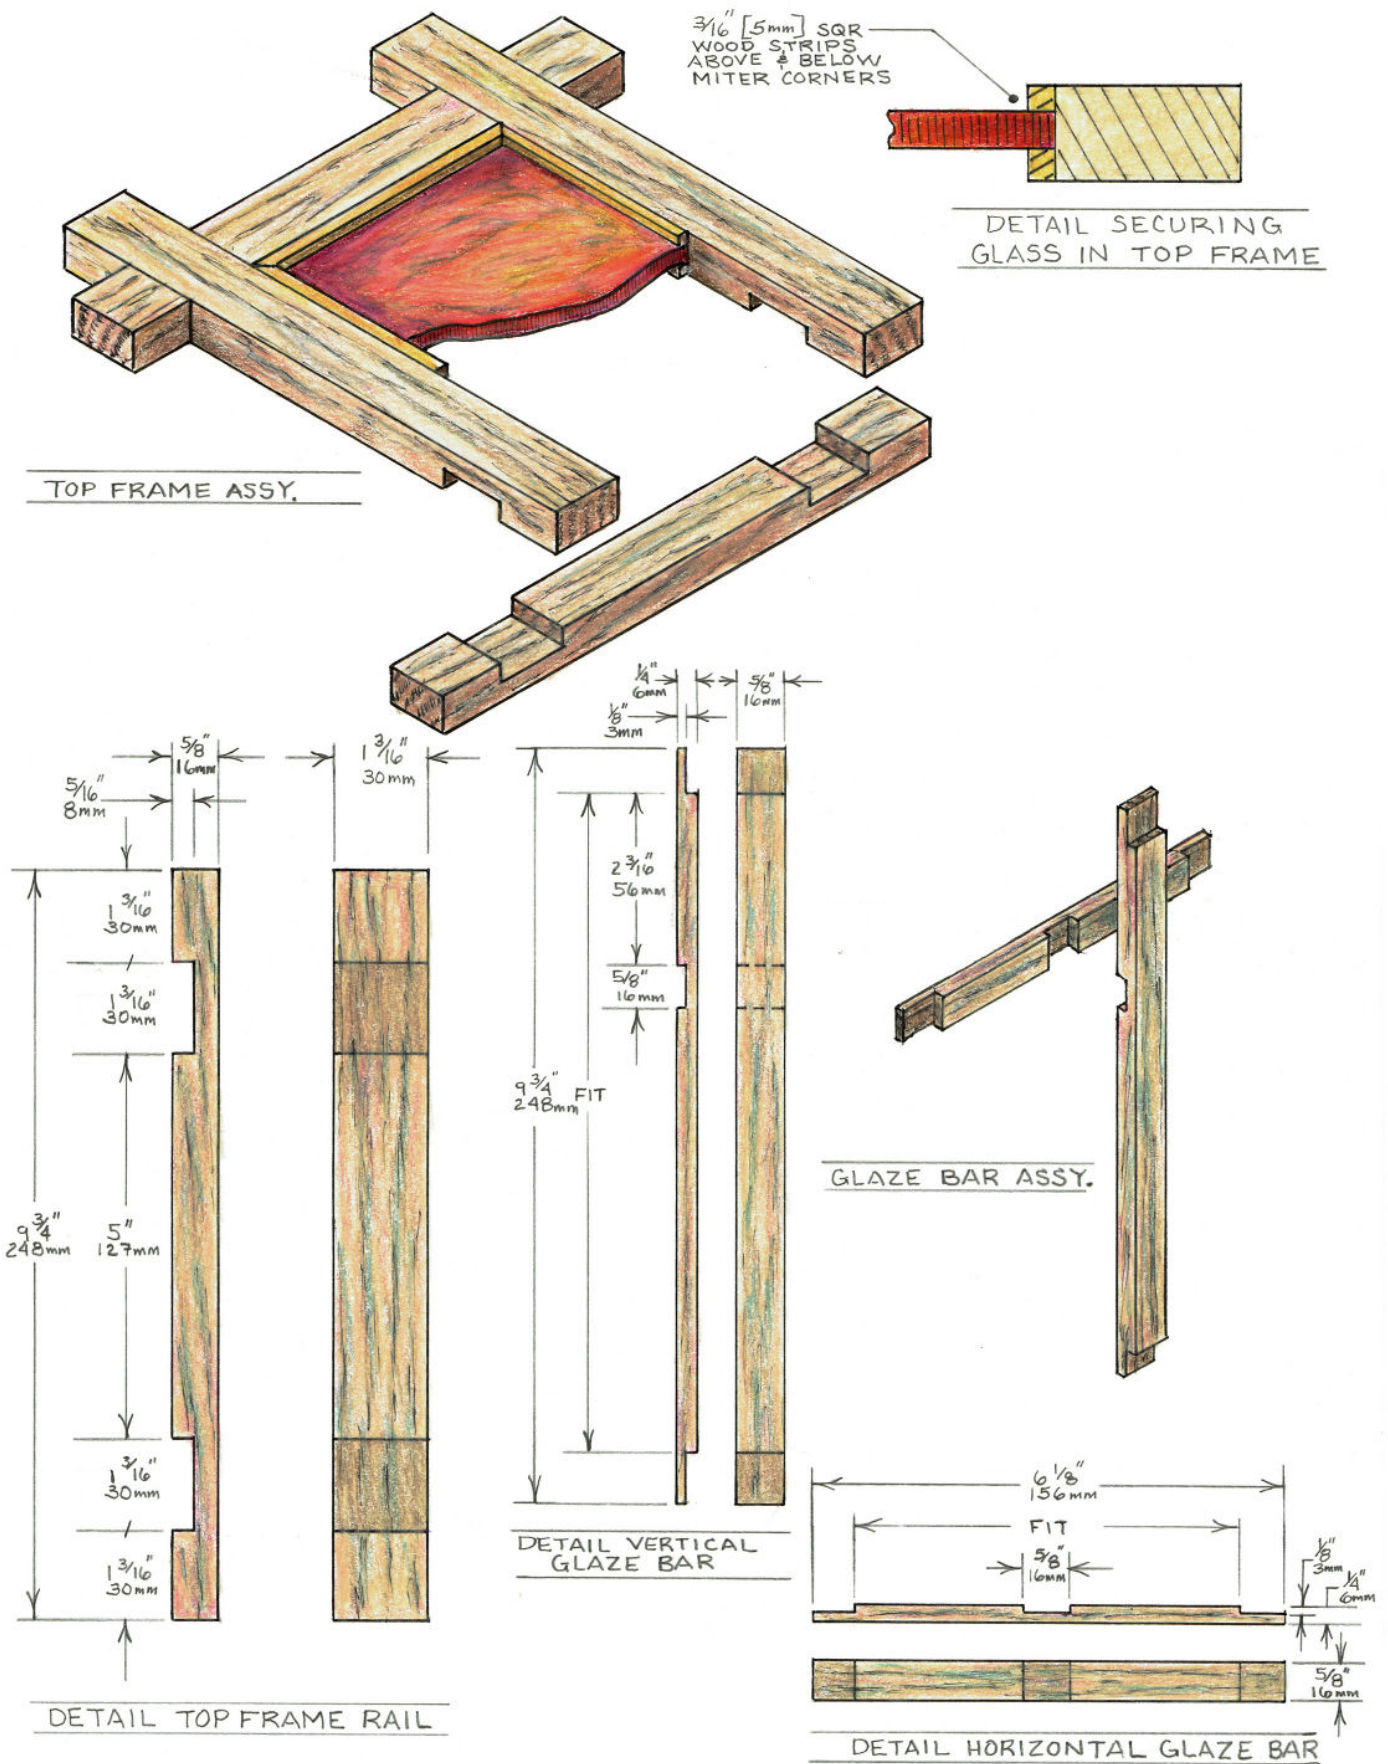 3/16" [5mm] SQR
WOOD STRIPS
ABOVE & BELOW
MITER CORNERS
DETAIL SECURING
GLASS IN TOP FRAME
TOP FRAME ASSY.
1/4"
6mm
5/8"
16mm
1/8"
3mm
5/8"
16mm
1 3/16"
30mm
5/16"
8mm
1 3/16"
30mm
1 3/16"
30mm
9 3/4"
248mm
5"
127mm
1 3/16"
30mm
1 3/16"
30mm
DETAIL TOP FRAME RAIL
2 3/16"
56mm
5/8"
16mm
9 3/4"
248mm
FIT
DETAIL VERTICAL
GLAZE BAR
GLAZE BAR ASSY.
6 1/8"
156mm
FIT
5/8"
16mm
1/8"
3mm
1/4"
6mm
5/8"
16mm
DETAIL HORIZONTAL GLAZE BAR